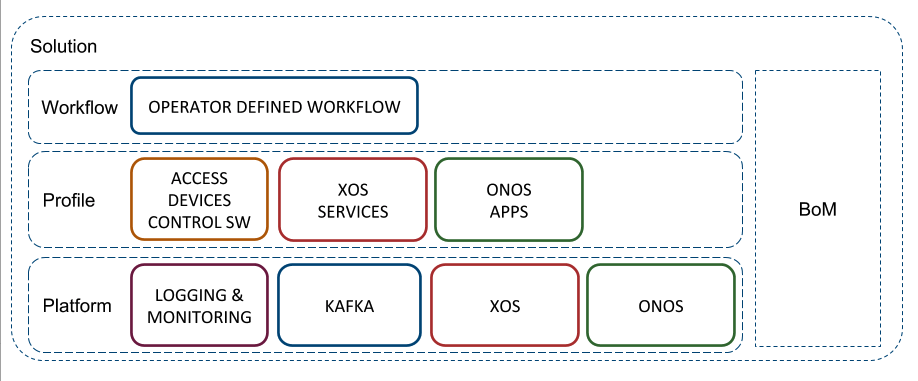 Solution
Workflow
OPERATOR DEFINED WORKFLOW
Profile
ACCESS
DEVICES
CONTROL SW
XOS
SERVICES
ONOS
APPS
Platform
LOGGING &
MONITORING
KAFKA
XOS
ONOS
BoM